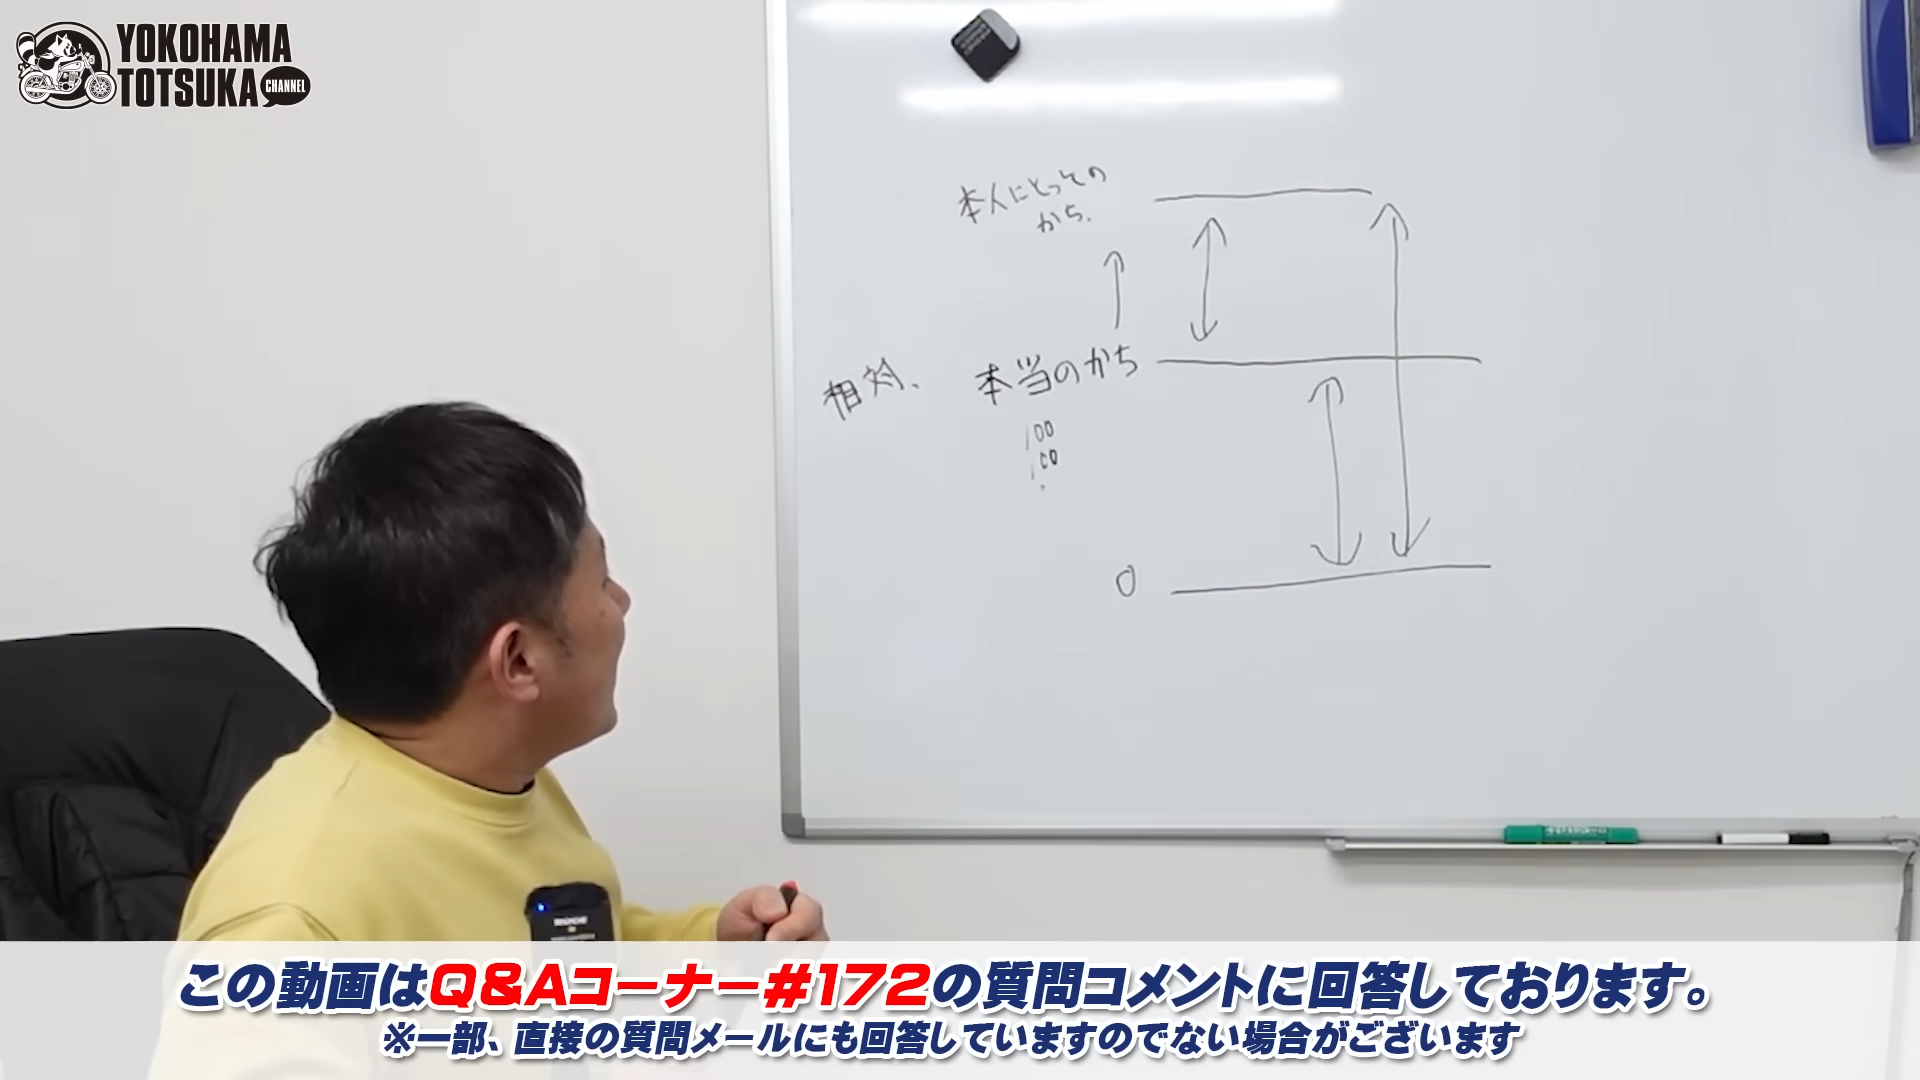 YOKOHAMA
TOTSUKA
CHANNEL
本人にとっての
かち.
相対、
本当のかち
100
100
0
この動画はQ&Aコーナー#172の質問コメントに回答しております。
※一部、直接の質問メールにも回答していますのでない場合がございます